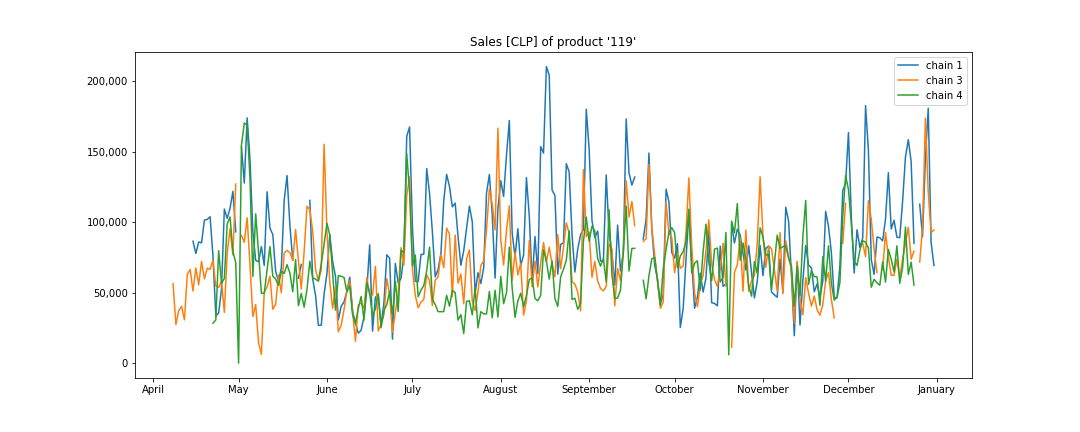 Sales [CLP] of product '119'
chain 1
chain 3
chain 4
200,000
150,000
100,000
50,000
0
April May June July August September October November December January